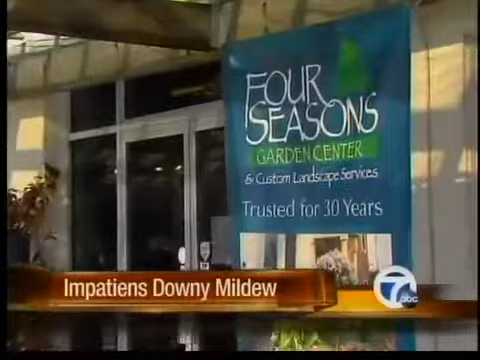 FOUR
SEASONS
GARDEN CENTER
& Custom Landscape Services
Trusted for 30 Years
Impatiens Downy Mildew
7 abc